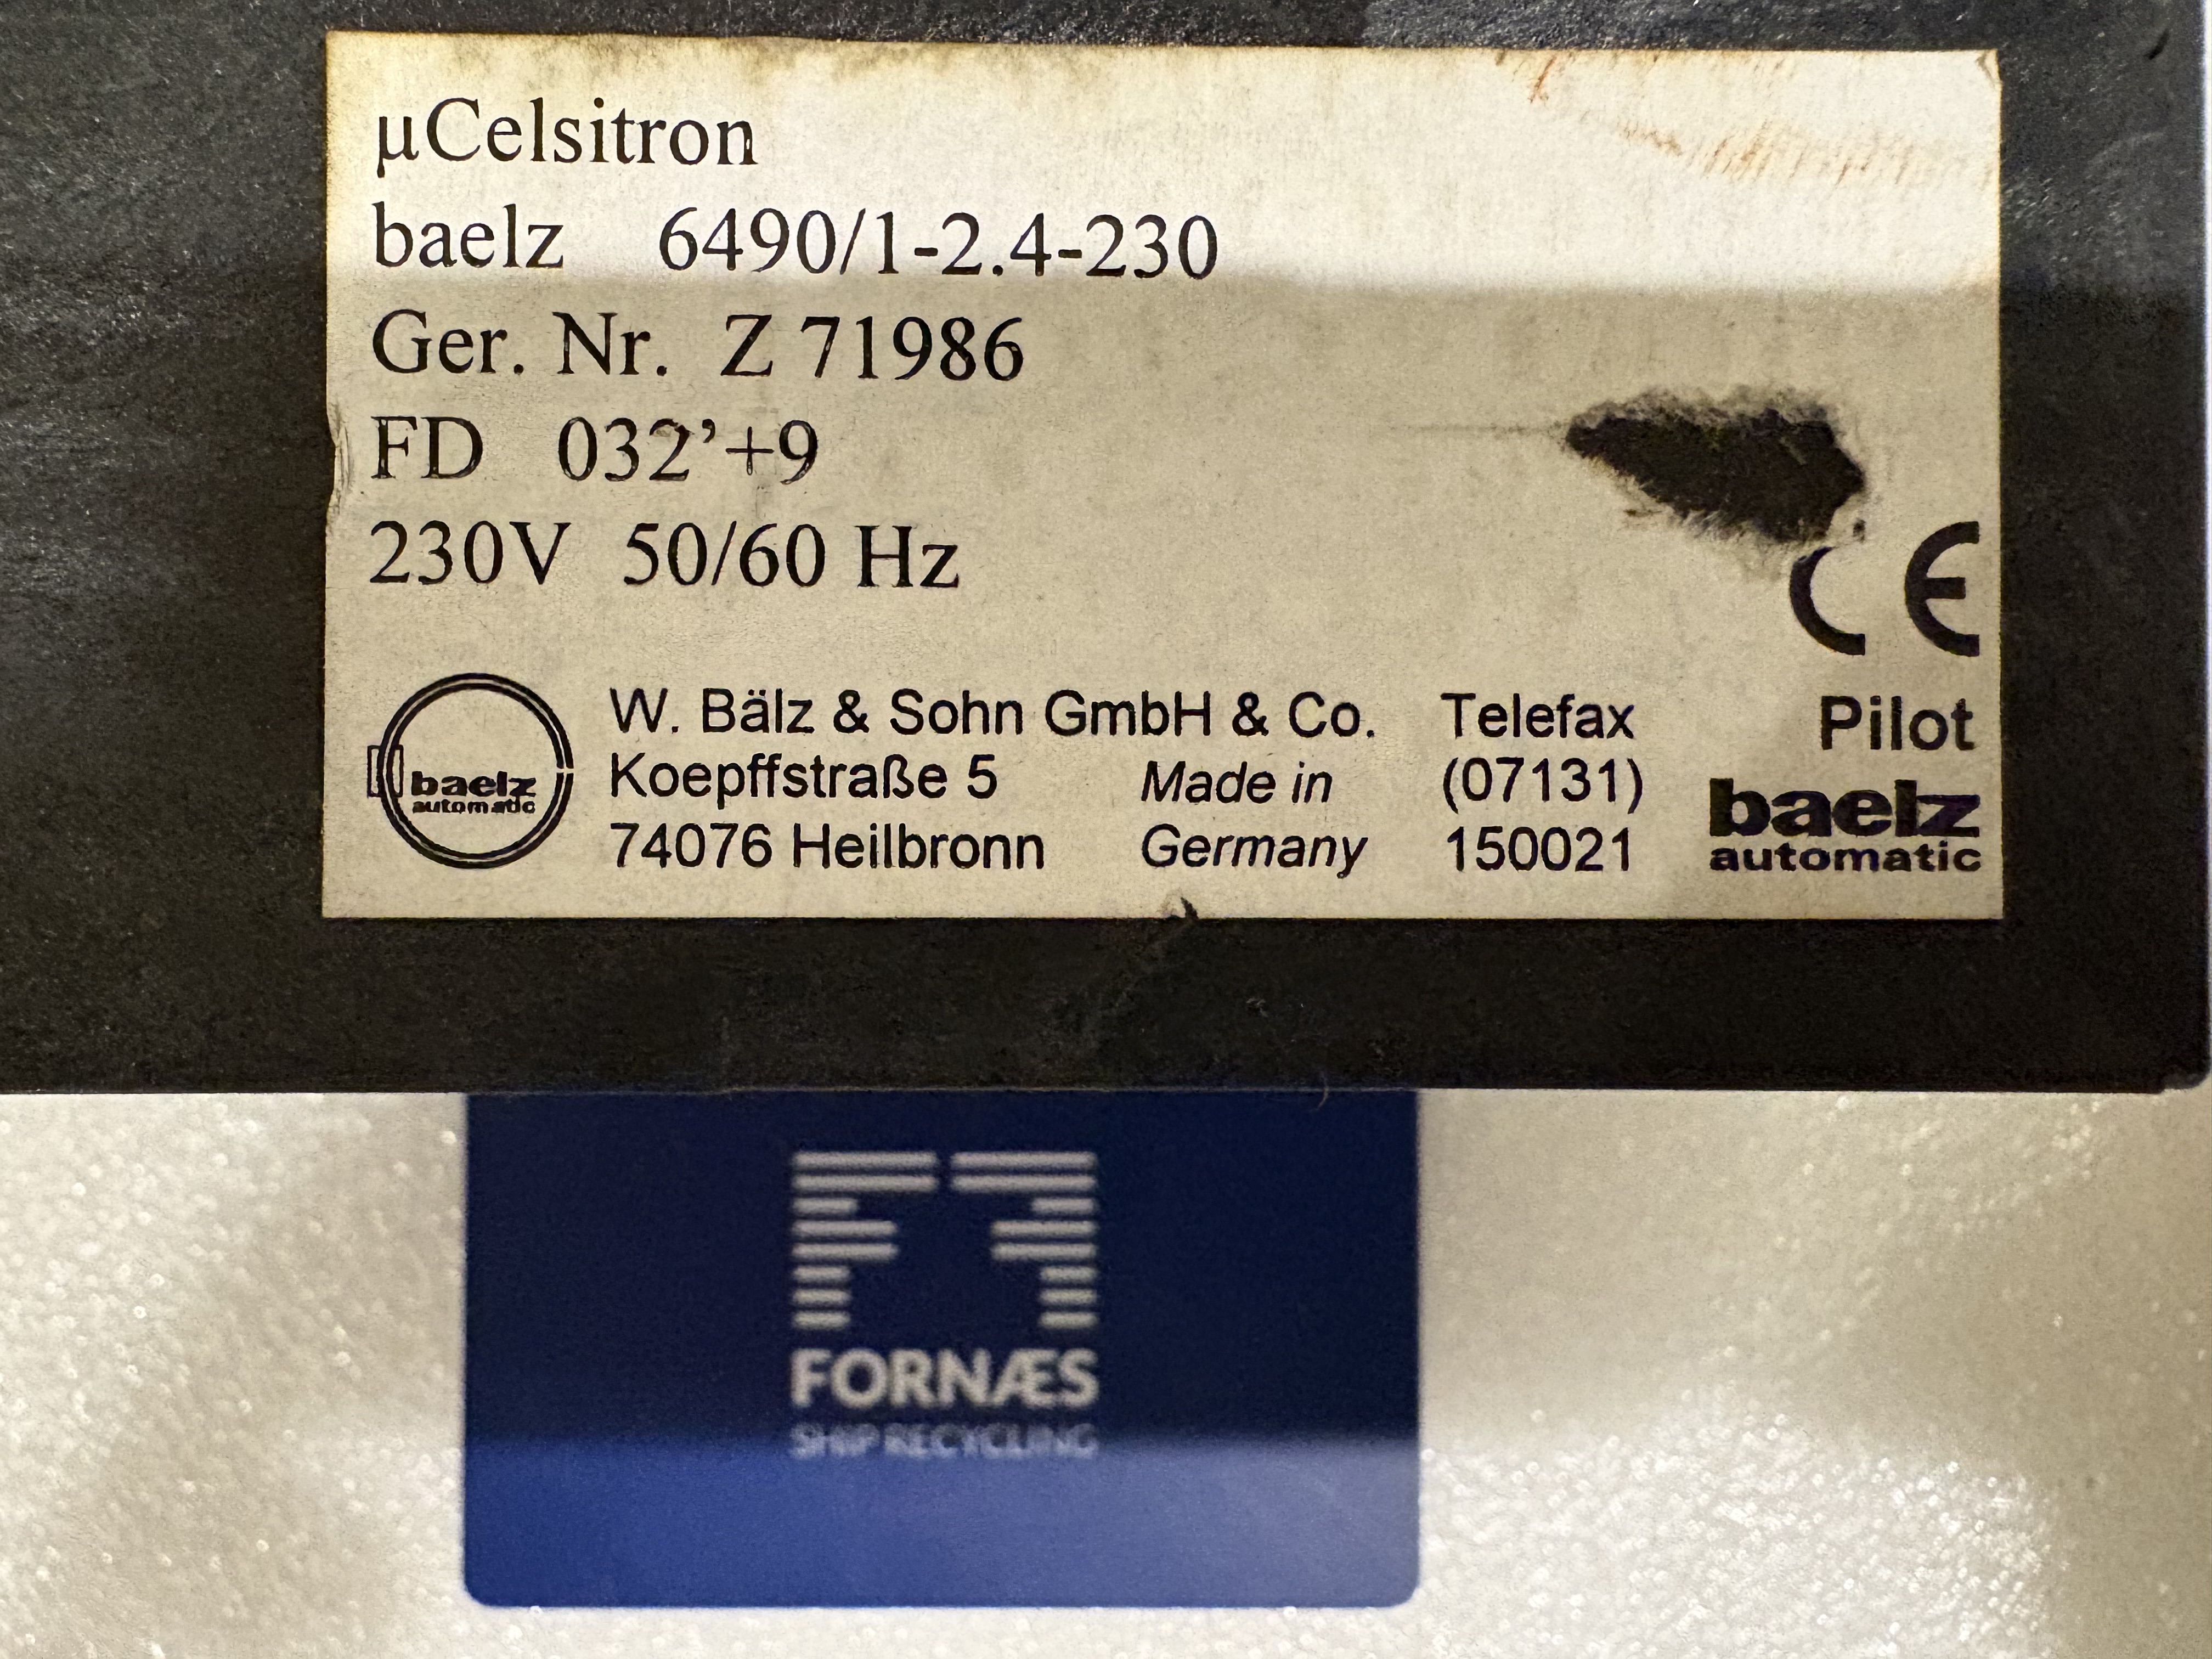 µCelsitron
baelz 6490/1-2.4-230
Ger. Nr. Z 71986
FD 032’+9
230V 50/60 Hz
CE
baelz
automatic
W. Bälz & Sohn GmbH & Co.
Koepffstraße 5
74076 Heilbronn
Made in
Germany
Telefax
(07131)
150021
Pilot
baelz
automatic
FORNÆS
SHIP RECYCLING